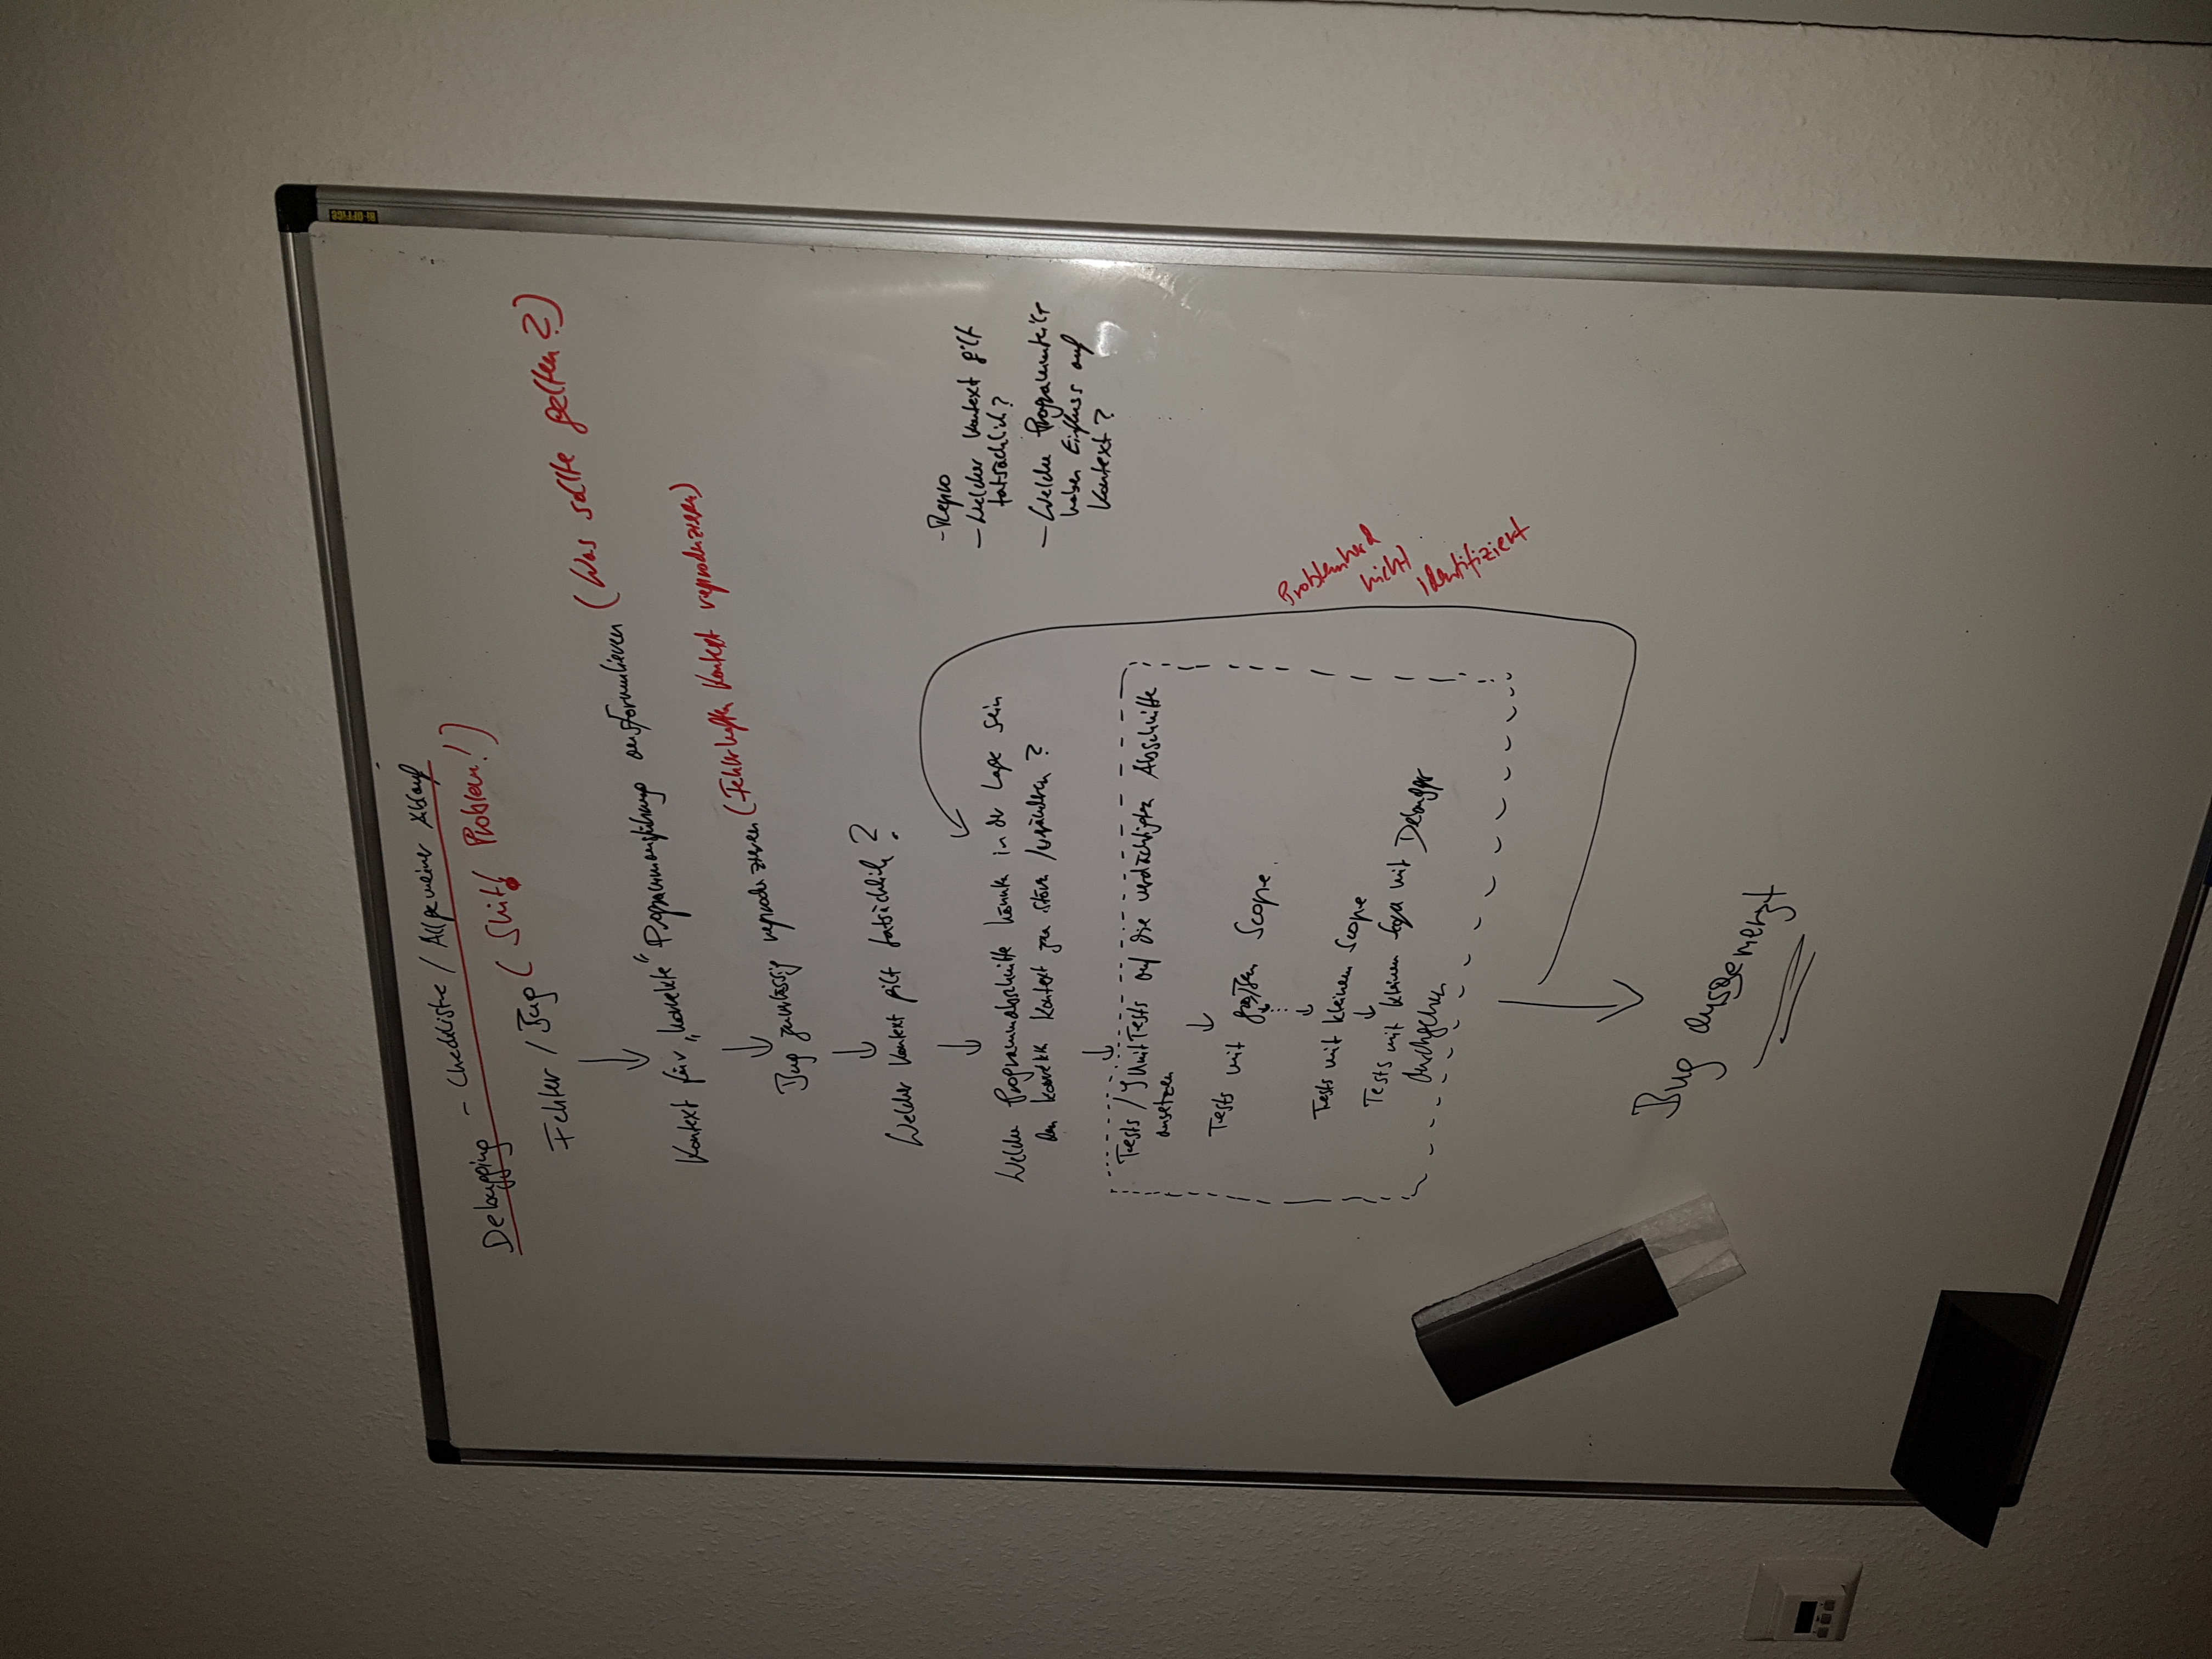 BI-OFFICE
Debugging - Checkliste / Allgemeiner Ablauf
Fehler / Bug (Shit! Problem!)
Kontext für „korrekte“ Programmausführung ausformulieren (Was sollte gelten?)
Bug zuverlässig reproduzieren (Fehlerhaften Kontext reproduzieren)
Welcher Kontext gilt tatsächlich?
Welche Programmabschnitte könnten in der Lage sein
den korrekten Kontext zu stören / verändern?
Tests / JUnitTests auf die verdächtigen Abschnitte
ansetzen
Tests mit großem Scope
Tests mit kleinem Scope
Tests mit kleinem Scope mit Debugger
durchgehen
Bug ausgemerzt
- Repro
- Welcher Kontext gilt
tatsächlich?
- Welche Programmteile
haben Einfluss auf
Kontext?
Problemherd
nicht
identifiziert